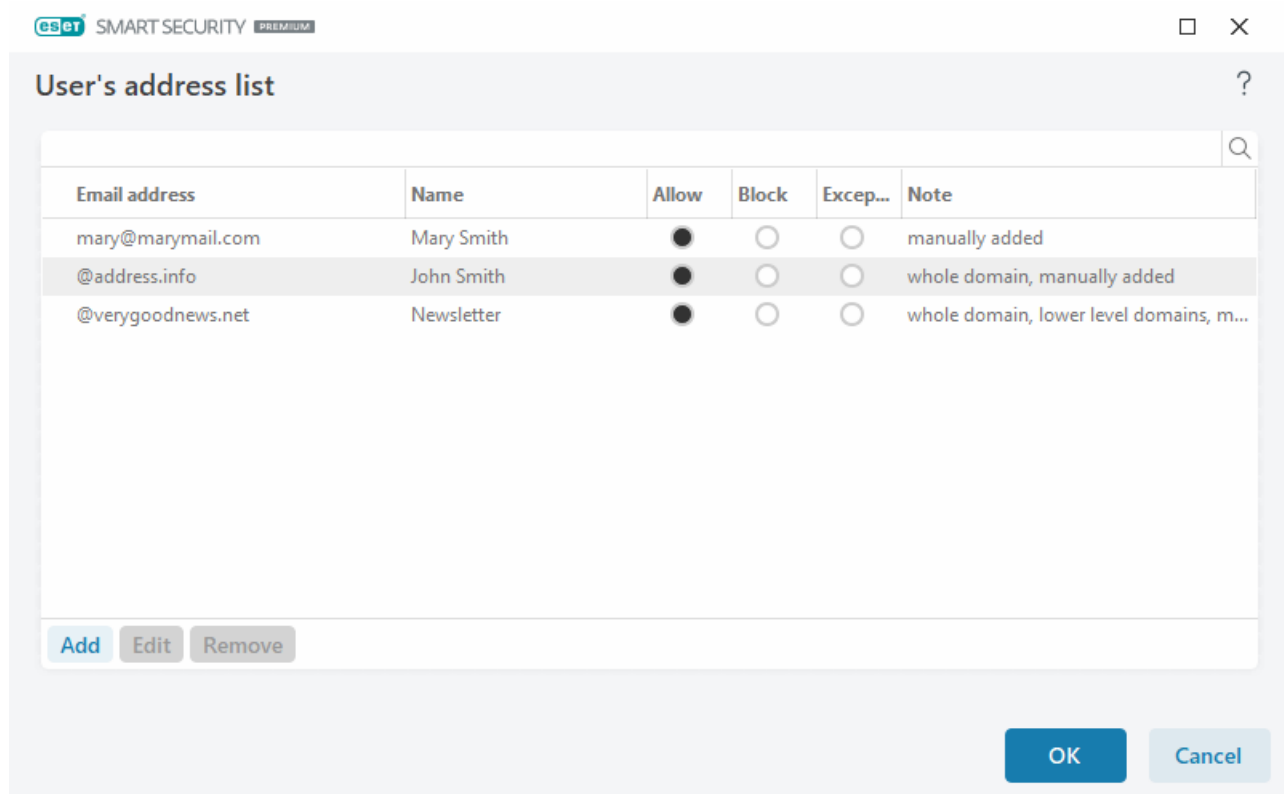 eset SMART SECURITY PREMIUM
User's address list ?
Email address Name Allow Block Excep... Note
mary@marymail.com Mary Smith manually added
@address.info John Smith whole domain, manually added
@verygoodnews.net Newsletter whole domain, lower level domains, m...
Add Edit Remove
OK Cancel